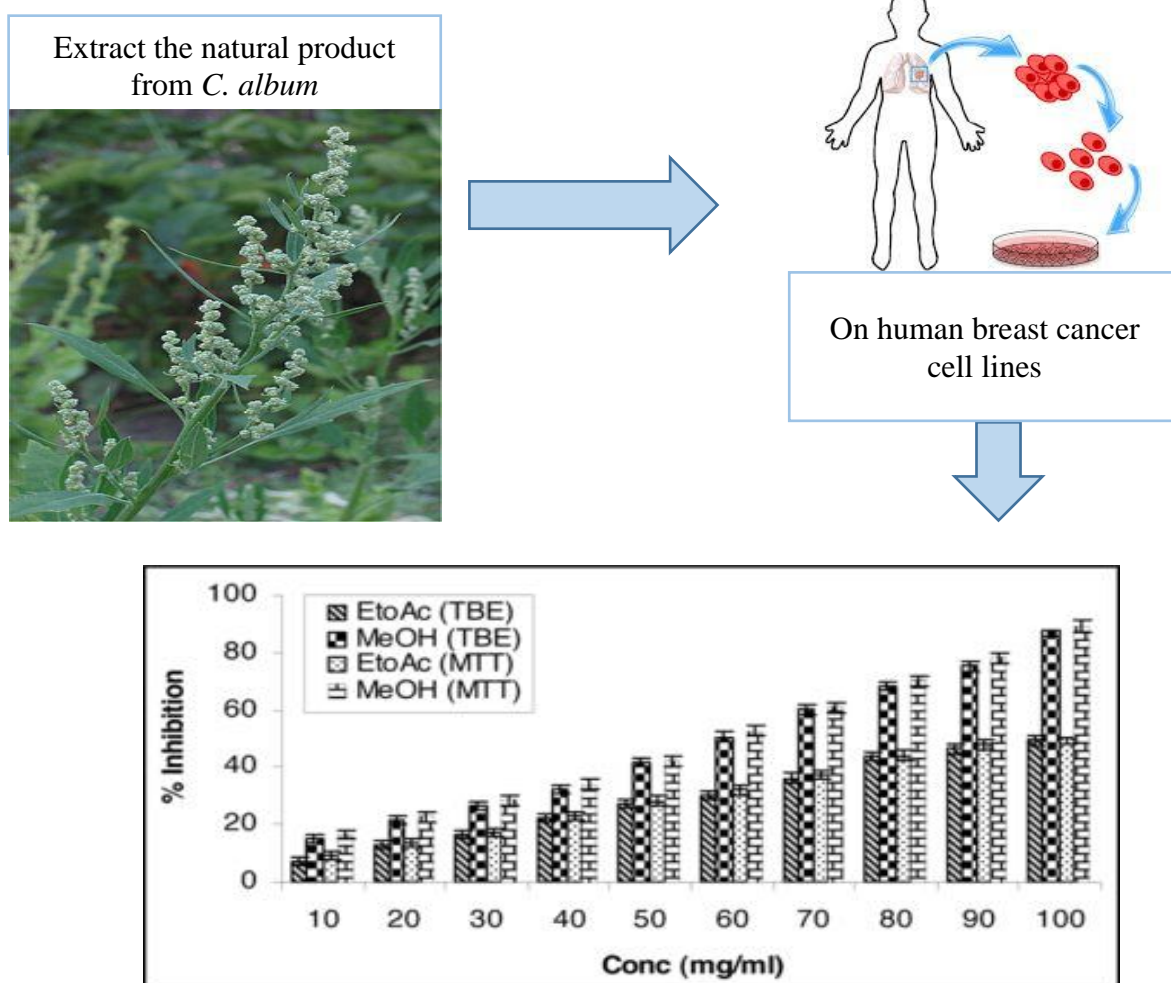 Extract the natural product
from C. album
On human breast cancer
cell lines
100
80
60
40
20
0
% Inhibition
EtoAc (TBE)
MeOH (TBE)
EtoAc (MTT)
MeOH (MTT)
10 20 30 40 50 60 70 80 90 100
Conc (mg/ml)